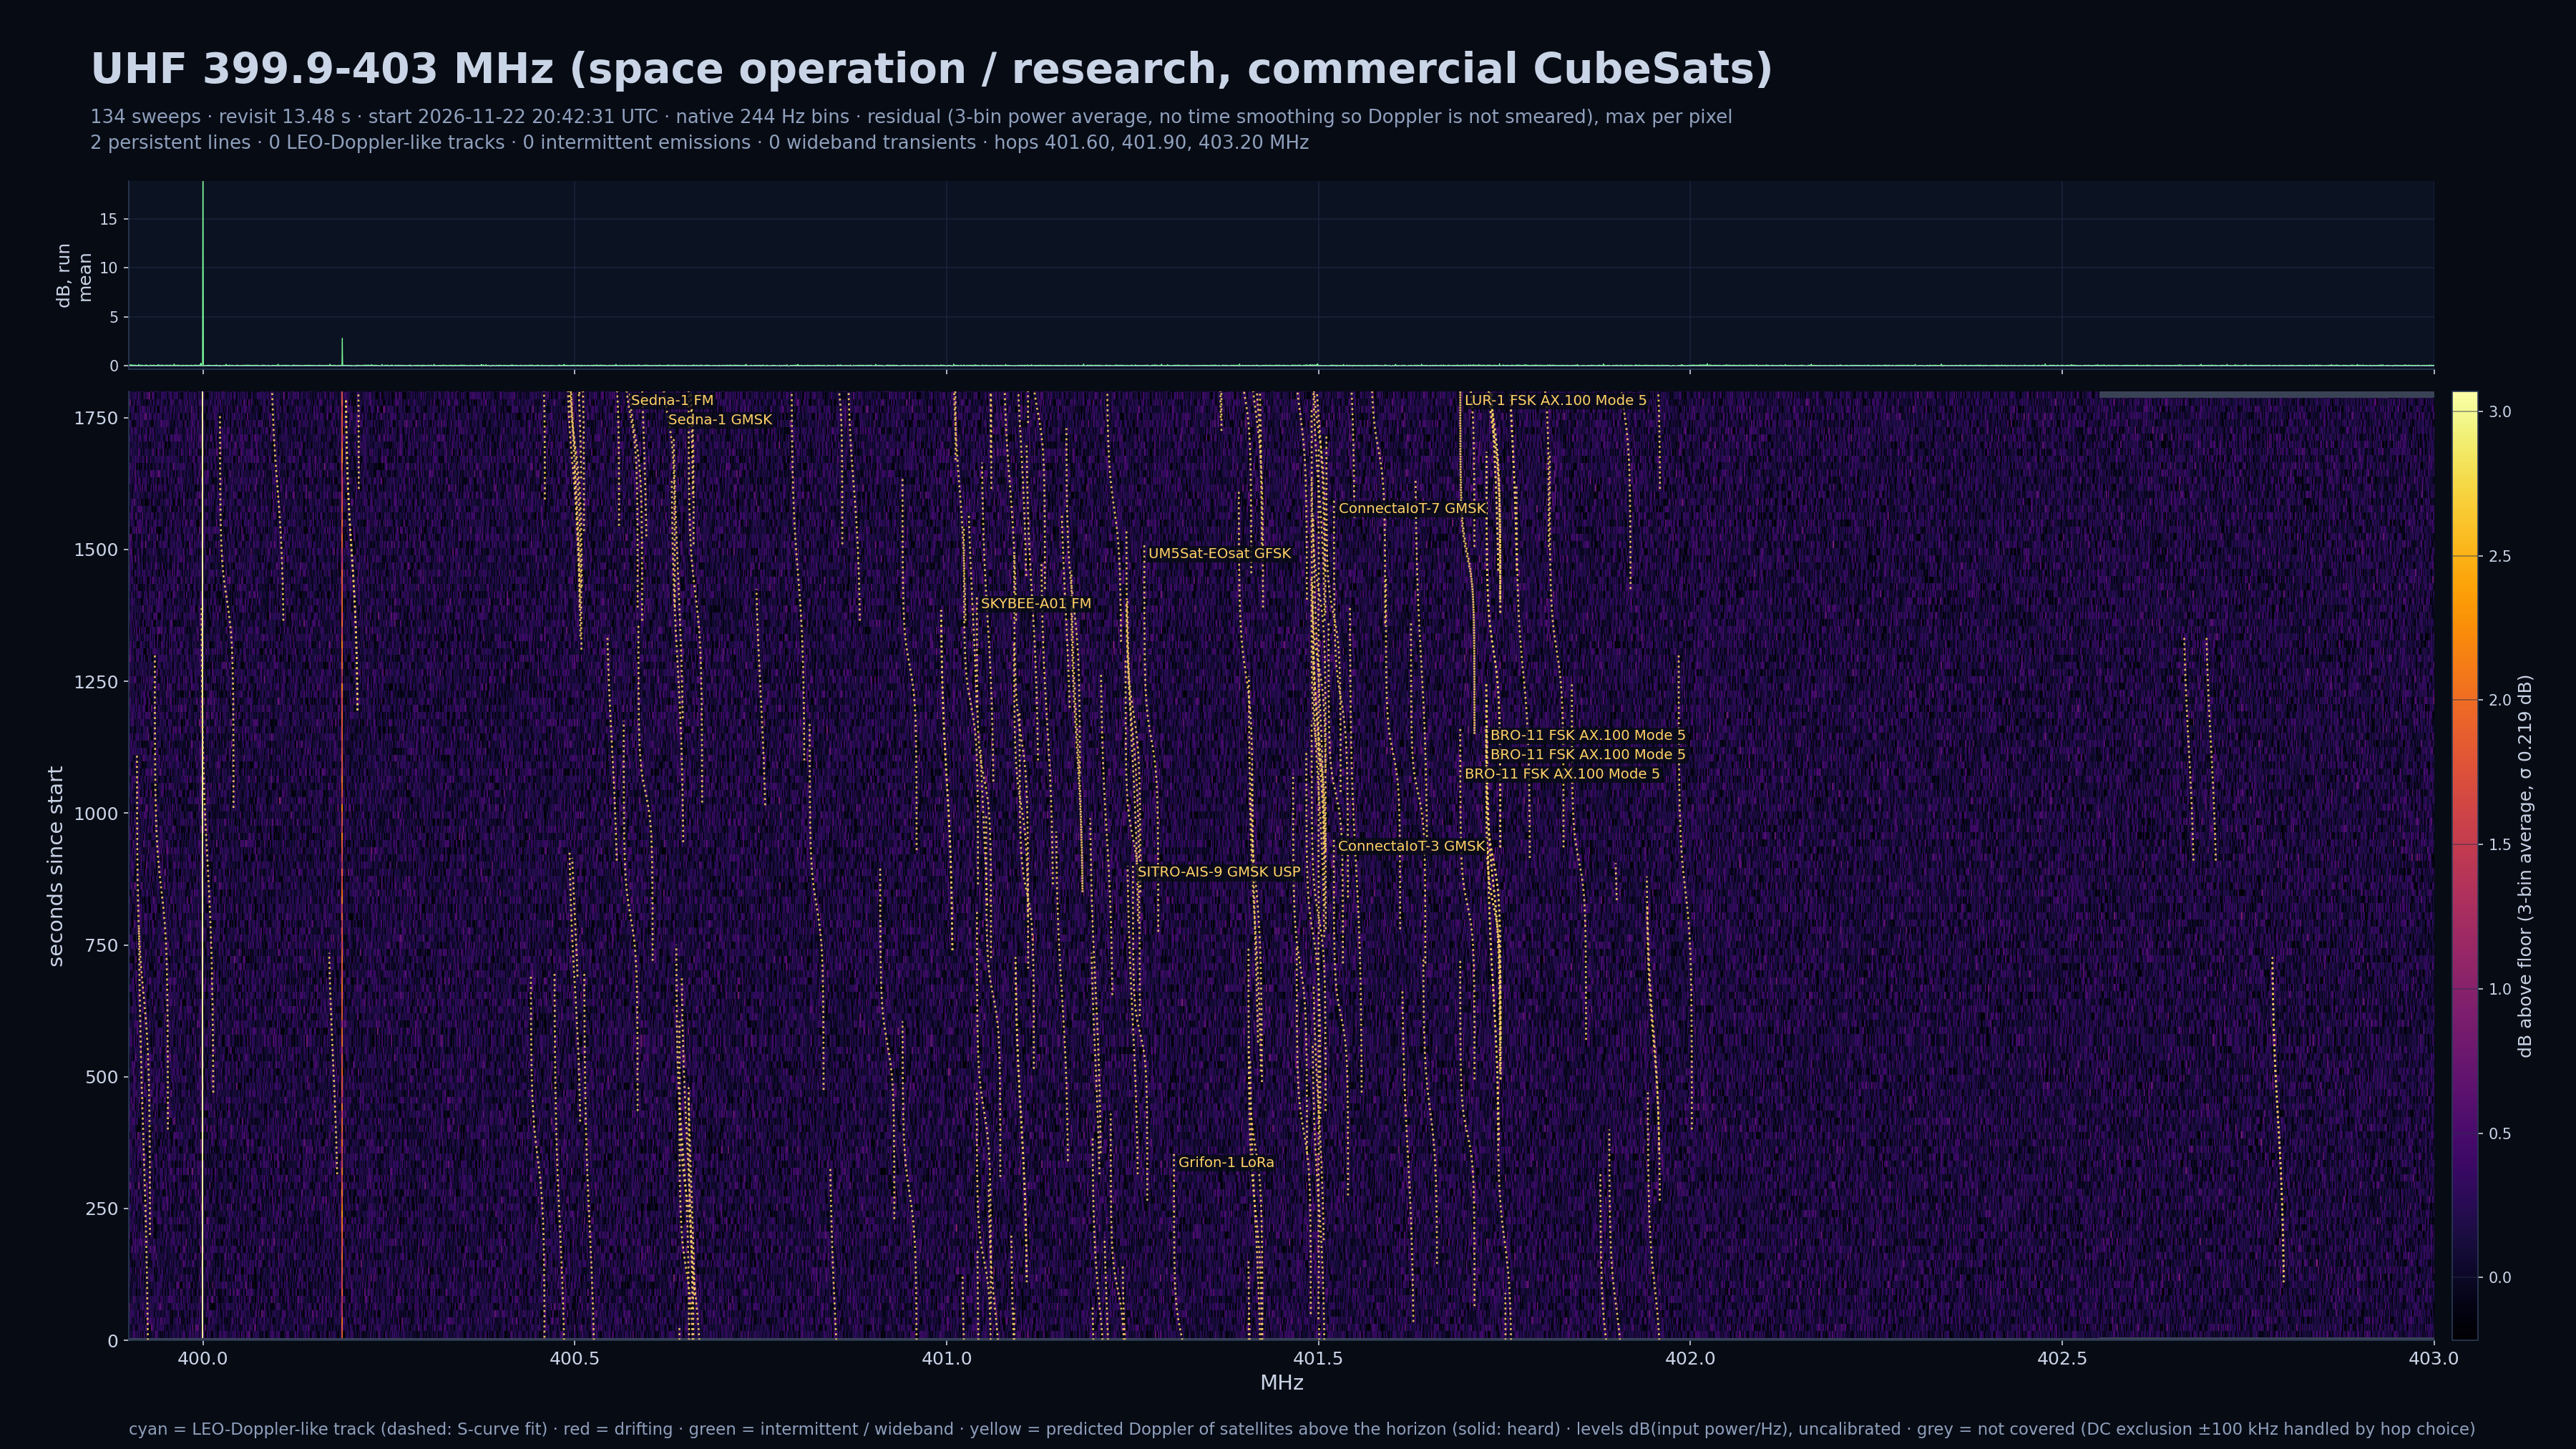 UHF 399.9-403 MHz (space operation / research, commercial CubeSats)
134 sweeps · revisit 13.48 s · start 2026-11-22 20:42:31 UTC · native 244 Hz bins · residual (3-bin power average, no time smoothing so Doppler is not smeared), max per pixel
2 persistent lines · 0 LEO-Doppler-like tracks · 0 intermittent emissions · 0 wideband transients · hops 401.60, 401.90, 403.20 MHz
dB, run
mean
15
10
5
0
Sedna-1 FM
LUR-1 FSK AX.100 Mode 5
Sedna-1 GMSK
ConnectaIoT-7 GMSK
UM5Sat-EOsat GFSK
SKYBEE-A01 FM
BRO-11 FSK AX.100 Mode 5
BRO-11 FSK AX.100 Mode 5
BRO-11 FSK AX.100 Mode 5
ConnectaIoT-3 GMSK
SITRO-AIS-9 GMSK USP
Grifon-1 LoRa
seconds since start
1750
1500
1250
1000
750
500
250
0
400.0
400.5
401.0
401.5
402.0
402.5
403.0
MHz
3.0
2.5
2.0
1.5
1.0
0.5
0.0
dB above floor (3-bin average, σ 0.219 dB)
cyan = LEO-Doppler-like track (dashed: S-curve fit) · red = drifting · green = intermittent / wideband · yellow = predicted Doppler of satellites above the horizon (solid: heard) · levels dB(input power/Hz), uncalibrated · grey = not covered (DC exclusion ±100 kHz handled by hop choice)